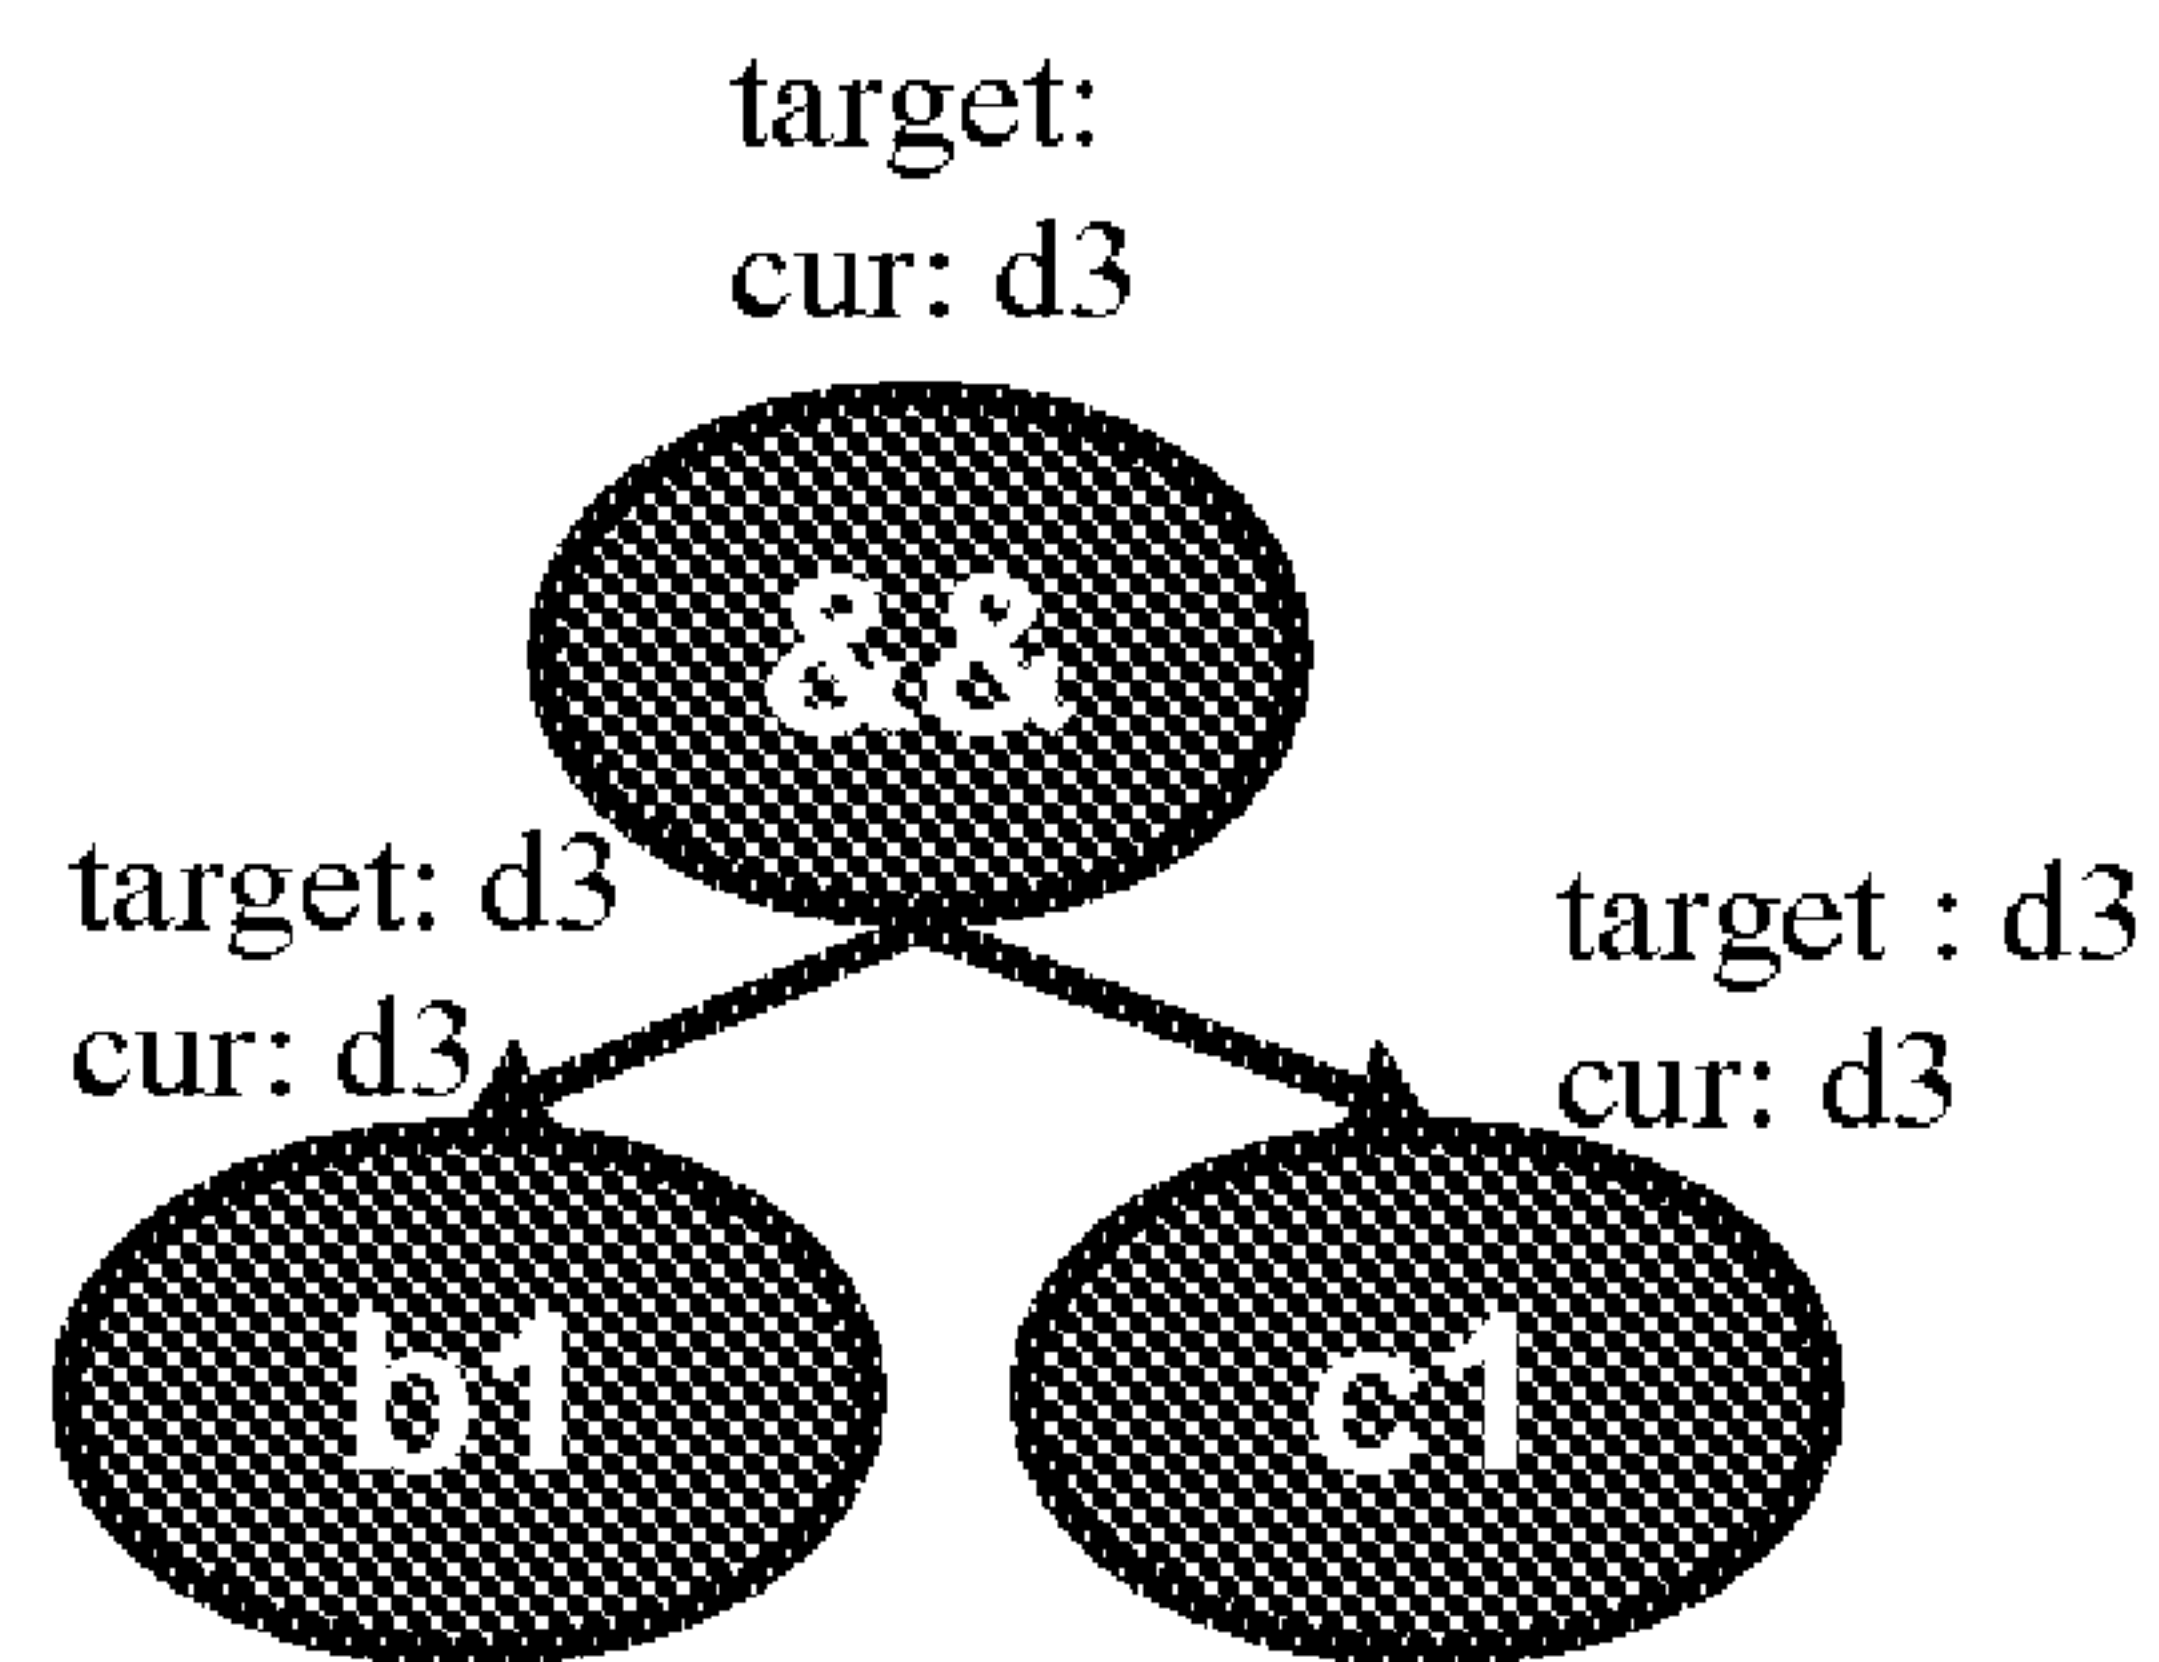 target:
cur: d3
&&
target: d3
cur: d3
target : d3
cur: d3
b1
c1